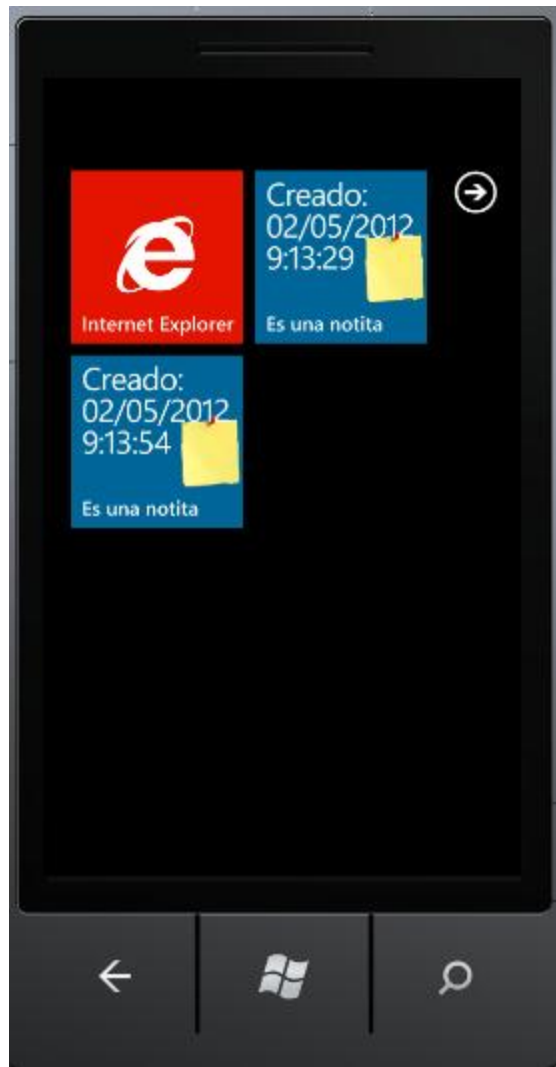 Internet Explorer
Creado:
02/05/2012
9:13:29
Es una notita
Creado:
02/05/2012
9:13:54
Es una notita